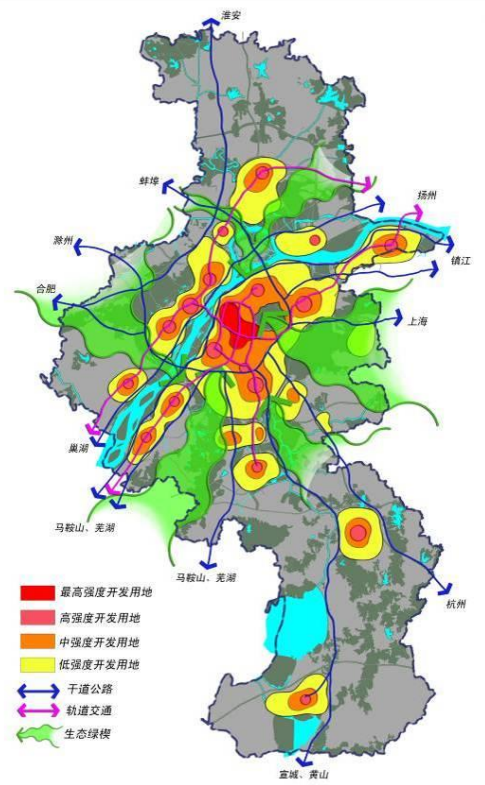 淮安
蚌埠
扬州
滁州
镇江
合肥
上海
巢湖
马鞍山、芜湖
马鞍山、芜湖
杭州
最高强度开发用地
高强度开发用地
中强度开发用地
低强度开发用地
干道公路
轨道交通
生态绿楔
宣城、黄山